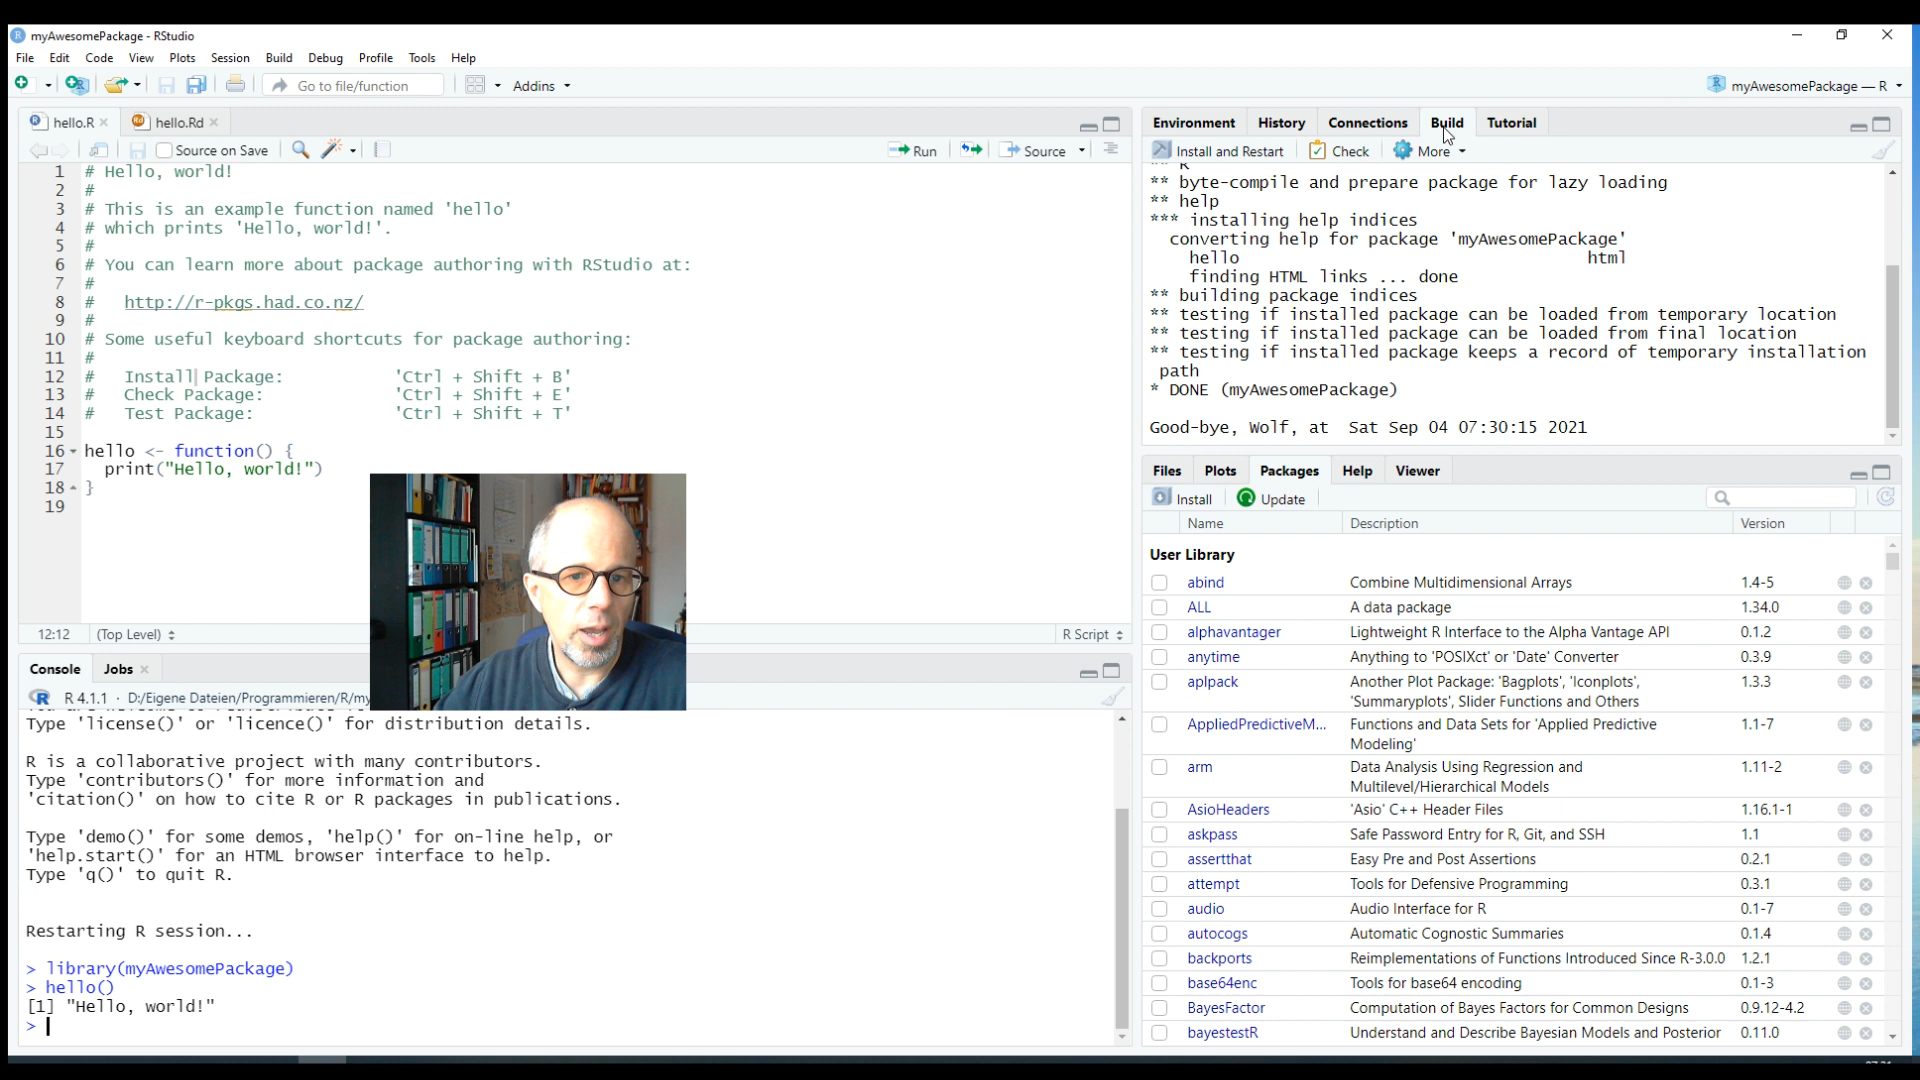 myAwesomePackage - RStudio
File Edit Code View Plots Session Build Debug Profile Tools Help
Go to file/function Addins myAwesomePackage — R
hello.R hello.Rd
Source on Save Run Source
1 # Hello, world!
2 #
3 # This is an example function named 'hello'
4 # which prints 'Hello, world!'.
5 #
6 # You can learn more about package authoring with RStudio at:
7 #
8 # http://r-pkgs.had.co.nz/
9 #
10 # Some useful keyboard shortcuts for package authoring:
11 #
12 # Install Package: 'Ctrl + Shift + B'
13 # Check Package: 'Ctrl + Shift + E'
14 # Test Package: 'Ctrl + Shift + T'
15
16 hello <- function() {
17 print("Hello, world!")
18 }
19
12:12 (Top Level) R Script
Console Jobs
R 4.1.1 · D:/Eigene Dateien/Programmieren/R/my
Type 'license()' or 'licence()' for distribution details.
R is a collaborative project with many contributors.
Type 'contributors()' for more information and
'citation()' on how to cite R or R packages in publications.
Type 'demo()' for some demos, 'help()' for on-line help, or
'help.start()' for an HTML browser interface to help.
Type 'q()' to quit R.
Restarting R session...
> library(myAwesomePackage)
> hello()
[1] "Hello, world!"
>
Environment History Connections Build Tutorial
Install and Restart Check More
** R
** byte-compile and prepare package for lazy loading
** help
*** installing help indices
converting help for package 'myAwesomePackage'
hello html
finding HTML links ... done
** building package indices
** testing if installed package can be loaded from temporary location
** testing if installed package can be loaded from final location
** testing if installed package keeps a record of temporary installation
path
* DONE (myAwesomePackage)
Good-bye, Wolf, at Sat Sep 04 07:30:15 2021
Files Plots Packages Help Viewer
Install Update
Name Description Version
User Library
abind Combine Multidimensional Arrays 1.4-5
ALL A data package 1.34.0
alphavantager Lightweight R Interface to the Alpha Vantage API 0.1.2
anytime Anything to 'POSIXct' or 'Date' Converter 0.3.9
aplpack Another Plot Package: 'Bagplots', 'Iconplots', 1.3.3
'Summaryplots', Slider Functions and Others
AppliedPredictiveM... Functions and Data Sets for 'Applied Predictive 1.1-7
Modeling'
arm Data Analysis Using Regression and 1.11-2
Multilevel/Hierarchical Models
AsioHeaders 'Asio' C++ Header Files 1.16.1-1
askpass Safe Password Entry for R, Git, and SSH 1.1
assertthat Easy Pre and Post Assertions 0.2.1
attempt Tools for Defensive Programming 0.3.1
audio Audio Interface for R 0.1-7
autocogs Automatic Cognostic Summaries 0.1.4
backports Reimplementations of Functions Introduced Since R-3.0.0 1.2.1
base64enc Tools for base64 encoding 0.1-3
BayesFactor Computation of Bayes Factors for Common Designs 0.9.12-4.2
bayestestR Understand and Describe Bayesian Models and Posterior 0.11.0